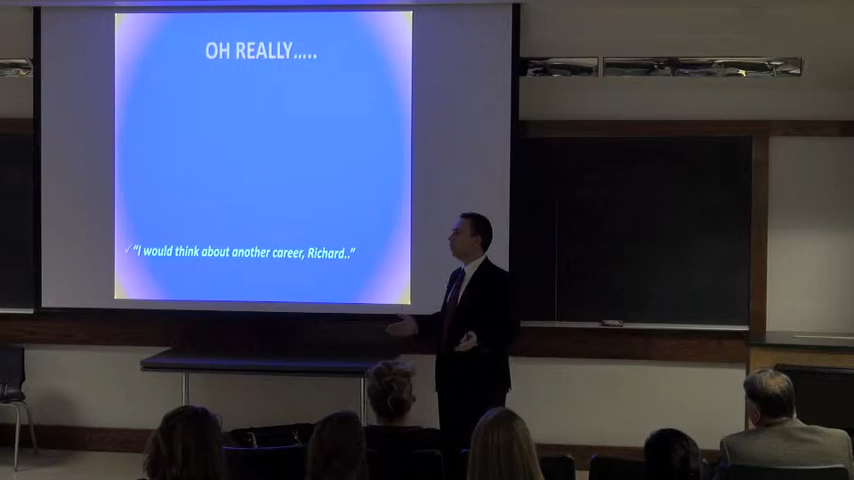 OH REALLY.....
✓“I would think about another career, Richard..”